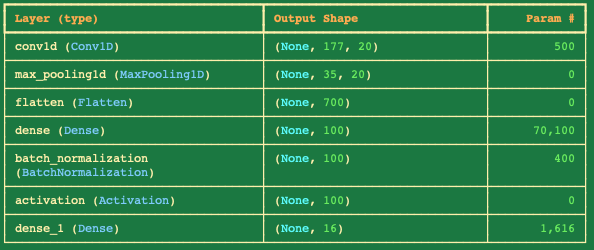 Layer (type) Output Shape Param #
conv1d (Conv1D) (None, 177, 20) 500
max_pooling1d (MaxPooling1D) (None, 35, 20) 0
flatten (Flatten) (None, 700) 0
dense (Dense) (None, 100) 70,100
batch_normalization (None, 100) 400
(BatchNormalization)
activation (Activation) (None, 100) 0
dense_1 (Dense) (None, 16) 1,616